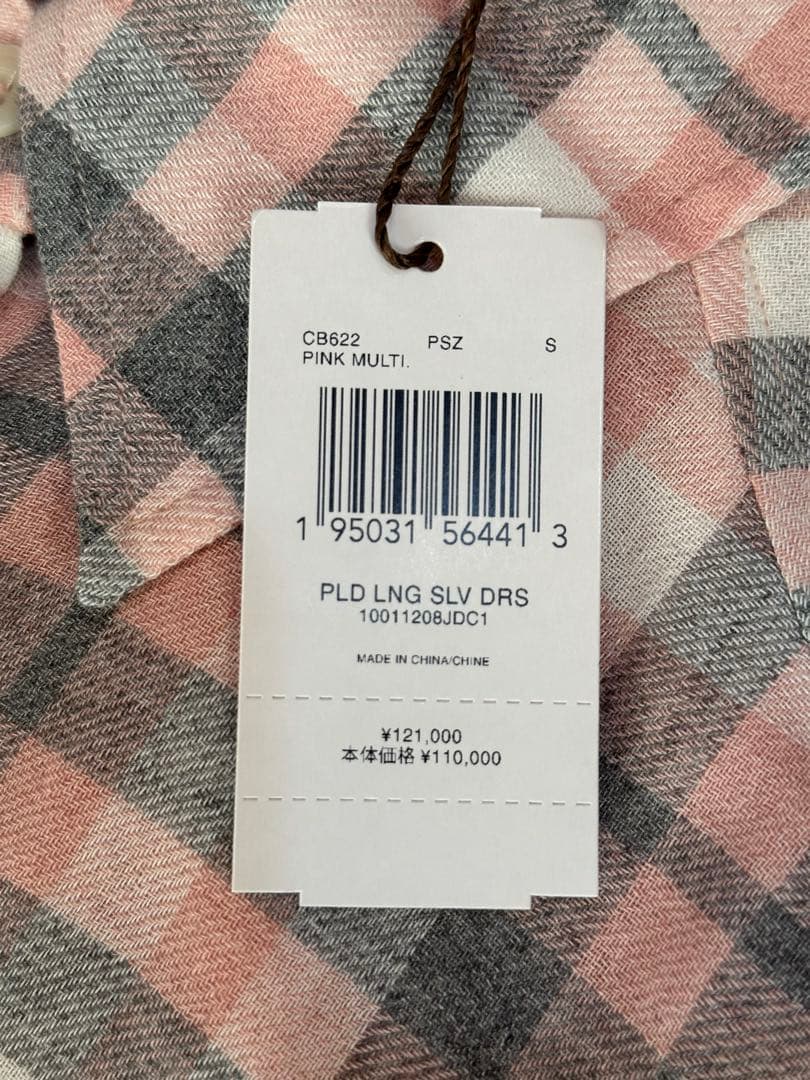 CB622 PSZ S
PINK MULTI.
1 95031 56441 3
PLD LNG SLV DRS
10011208JDC1
MADE IN CHINA/CHINE
¥121,000
本体価格 ¥110,000